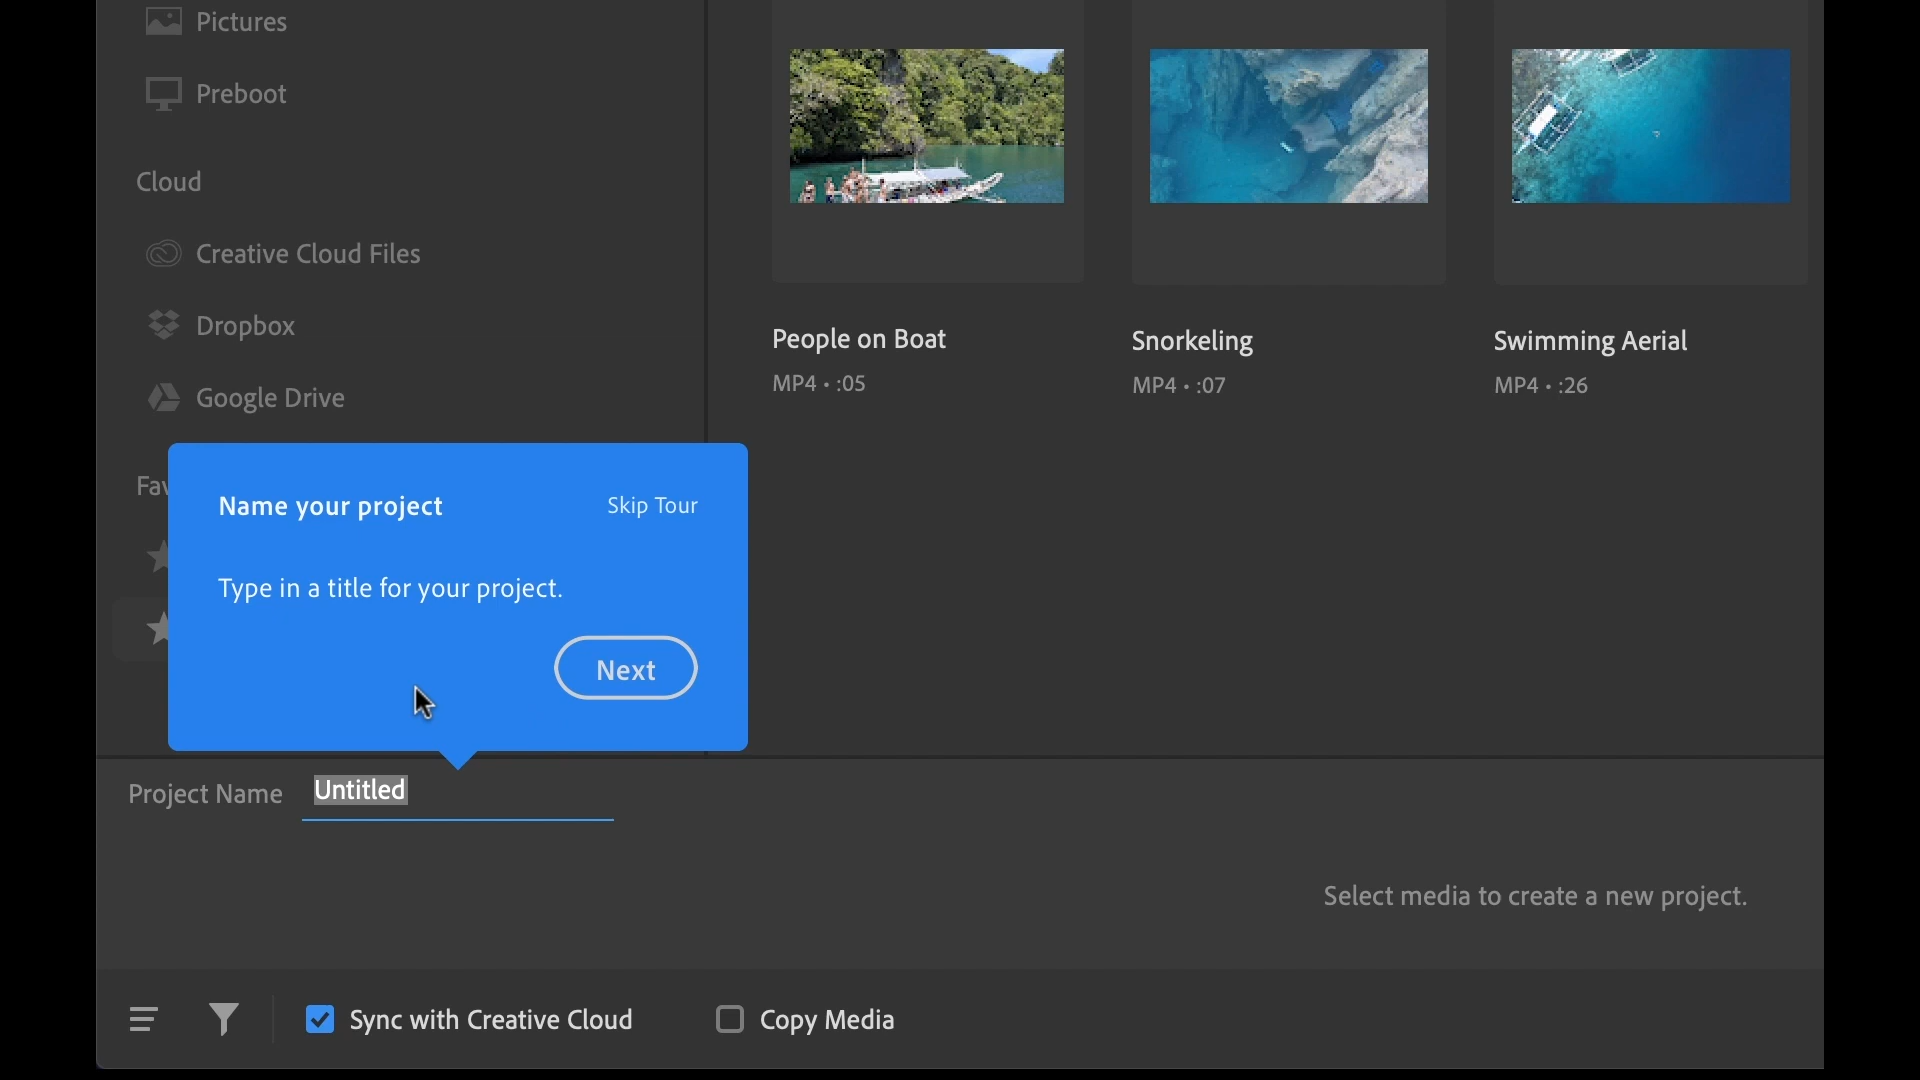 Pictures
Preboot
Cloud
Creative Cloud Files
Dropbox
Google Drive
People on Boat
MP4 • :05
Snorkeling
MP4 • :07
Swimming Aerial
MP4 • :26
Name your project
Skip Tour
Type in a title for your project.
Next
Project Name
Untitled
Select media to create a new project.
Sync with Creative Cloud
Copy Media